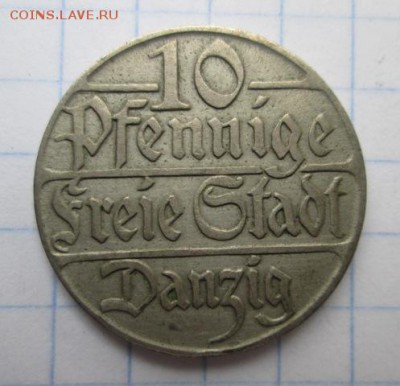 COINS.LAVE.RU
10
Pfennige
Freie Stadt
Danzig